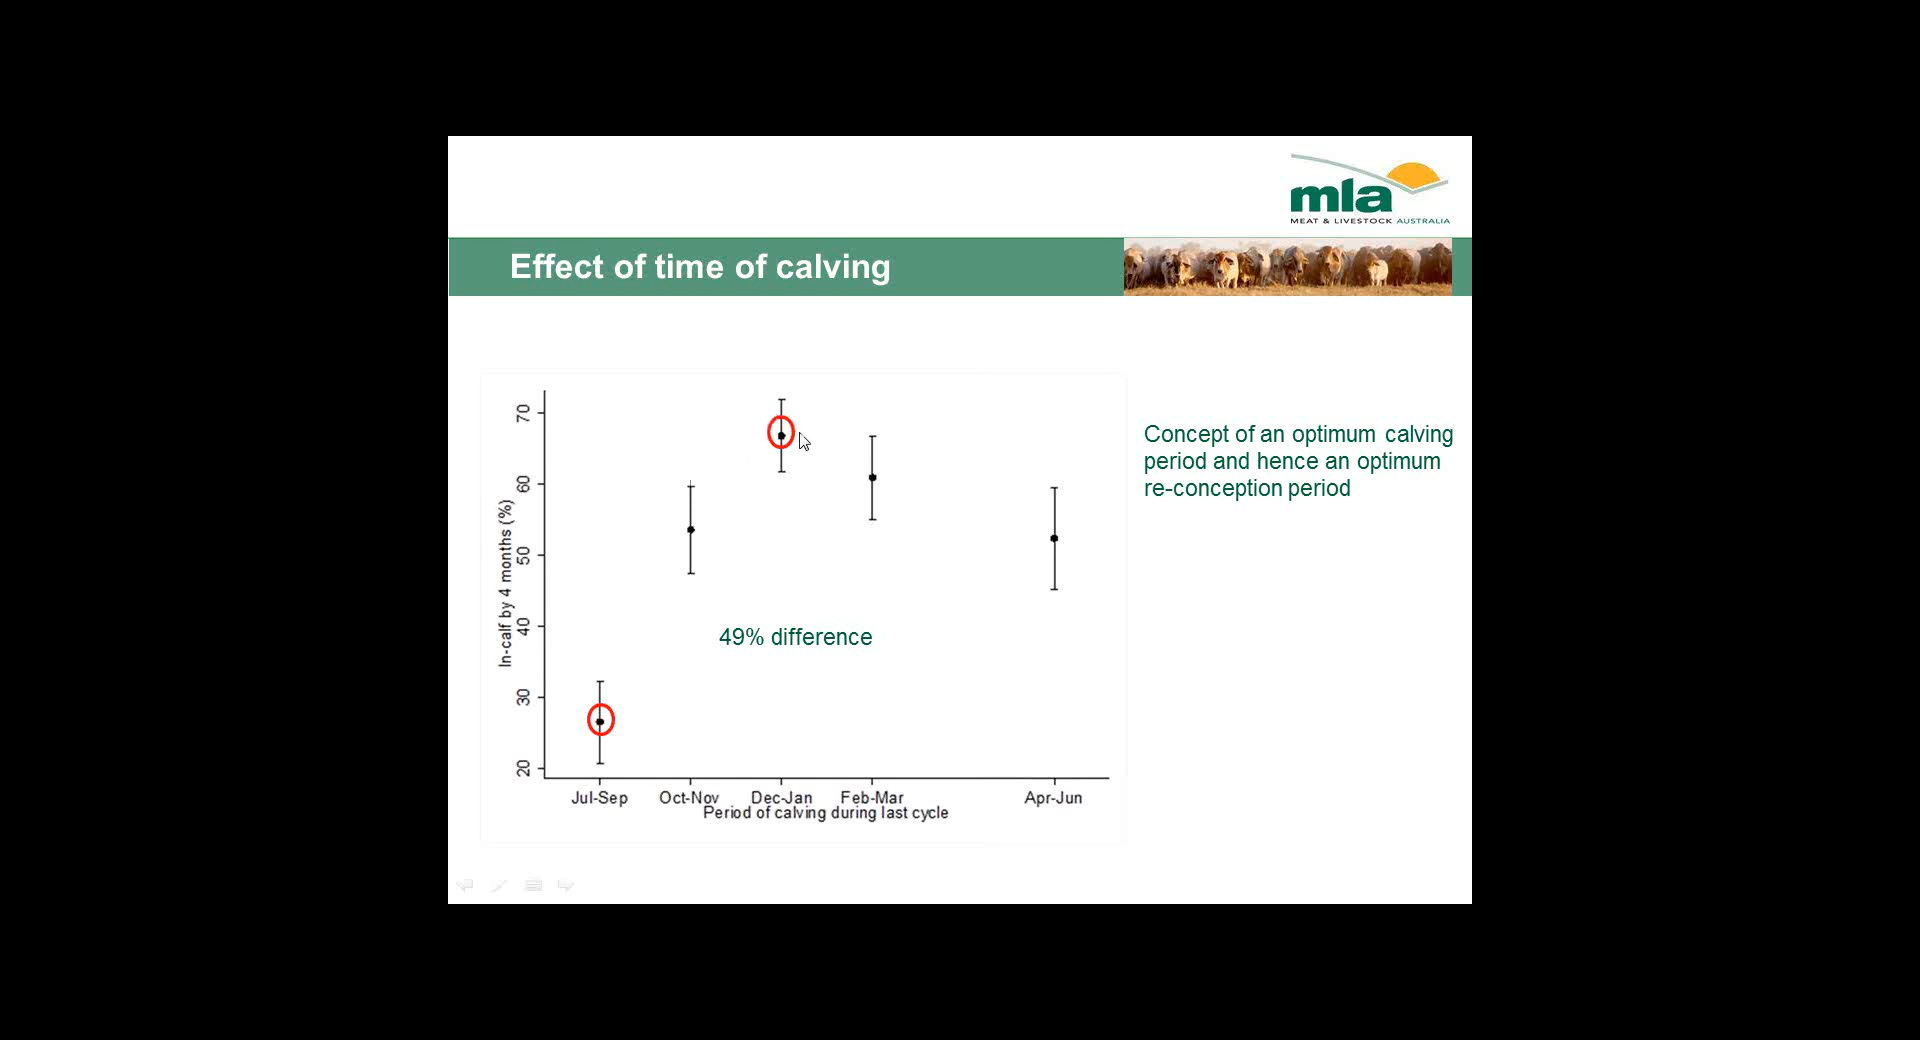 mla
MEAT & LIVESTOCK AUSTRALIA
Effect of time of calving
Concept of an optimum calving
period and hence an optimum
re-conception period
In-calf by 4 months (%)
70
60
50
40
30
20
49% difference
Jul-Sep Oct-Nov Dec-Jan Feb-Mar Apr-Jun
Period of calving during last cycle